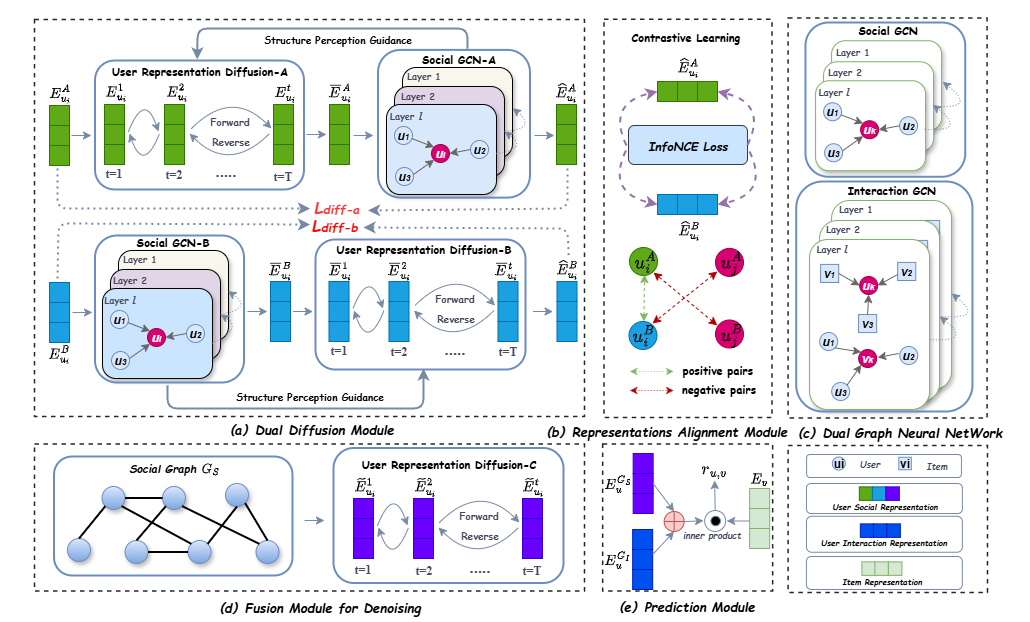 Structure Perception Guidance
User Representation Diffusion-A
Social GCN-A
Layer 1
Layer 2
Layer l
u1
u2
u3
ui
E_{u_i}^A
E_{u_i}^1
E_{u_i}^2
E_{u_i}^t
Forward
Reverse
t=1
t=2
.....
t=T
\overline{E}_{u_i}^A
\widehat{E}_{u_i}^A
Ldiff-a
Ldiff-b
Social GCN-B
Layer 1
Layer 2
Layer l
u1
u2
u3
ui
E_{u_i}^B
\overline{E}_{u_i}^B
User Representation Diffusion-B
\overline{E}_{u_i}^1
\overline{E}_{u_i}^2
\overline{E}_{u_i}^t
Forward
Reverse
t=1
t=2
.....
t=T
\widehat{E}_{u_i}^B
Structure Perception Guidance
(a) Dual Diffusion Module
Contrastive Learning
\widehat{E}_{u_i}^A
InfoNCE Loss
\widehat{E}_{u_i}^B
u_i^A
u_j^A
u_i^B
u_j^B
positive pairs
negative pairs
(b) Representations Alignment Module
Social GCN
Layer 1
Layer 2
Layer l
u1
u2
u3
uk
Interaction GCN
Layer 1
Layer 2
Layer l
v1
v2
uk
v3
u1
u2
vk
u3
(c) Dual Graph Neural NetWork
Social Graph G_S
User Representation Diffusion-C
\widetilde{E}_{u_i}^1
\widetilde{E}_{u_i}^2
\widetilde{E}_{u_i}^t
Forward
Reverse
t=1
t=2
.....
t=T
(d) Fusion Module for Denoising
E_u^{G_S}
E_u^{G_I}
r_{u,v}
E_v
inner product
(e) Prediction Module
ui User
vi Item
User Social Representation
User Interaction Representation
Item Representation